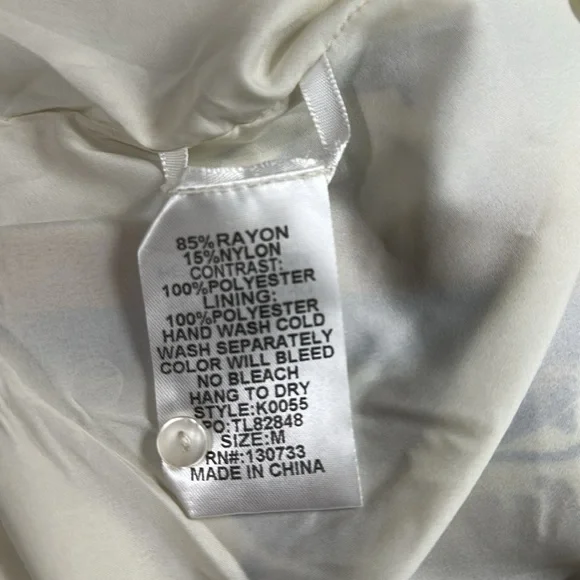 85%RAYON
15%NYLON
CONTRAST:
100%POLYESTER
LINING:
100%POLYESTER
HAND WASH COLD
WASH SEPARATELY
COLOR WILL BLEED
NO BLEACH
HANG TO DRY
STYLE:K0055
PO:TL82848
SIZE:M
RN#:130733
MADE IN CHINA